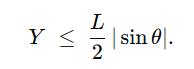 Y ≤ L/2 |sin θ|.